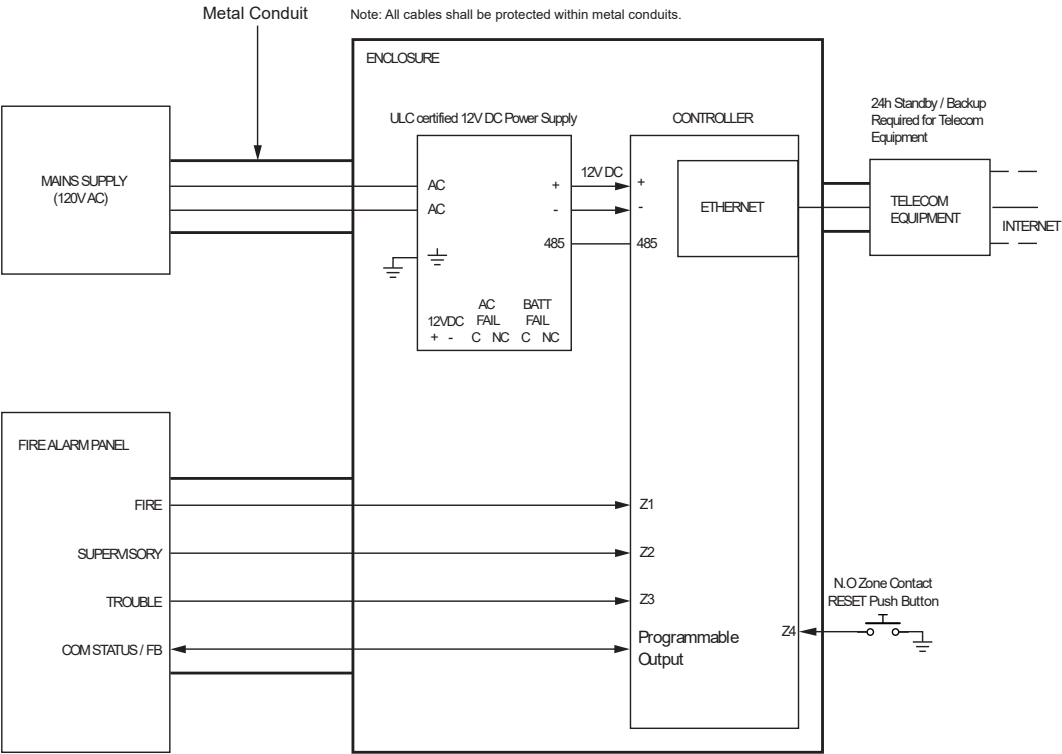 Metal Conduit
Note: All cables shall be protected within metal conduits.
ENCLOSURE
MAINS SUPPLY
(120V AC)
ULC certified 12V DC Power Supply
AC
AC
+
-
485
12VDC
+ -
AC
FAIL
C NC
BATT
FAIL
C NC
12V DC
CONTROLLER
+
-
485
ETHERNET
24h Standby / Backup
Required for Telecom
Equipment
TELECOM
EQUIPMENT
INTERNET
FIRE ALARM PANEL
FIRE
SUPERVISORY
TROUBLE
COM STATUS / FB
Z1
Z2
Z3
Programmable
Output
Z4
N.O Zone Contact
RESET Push Button